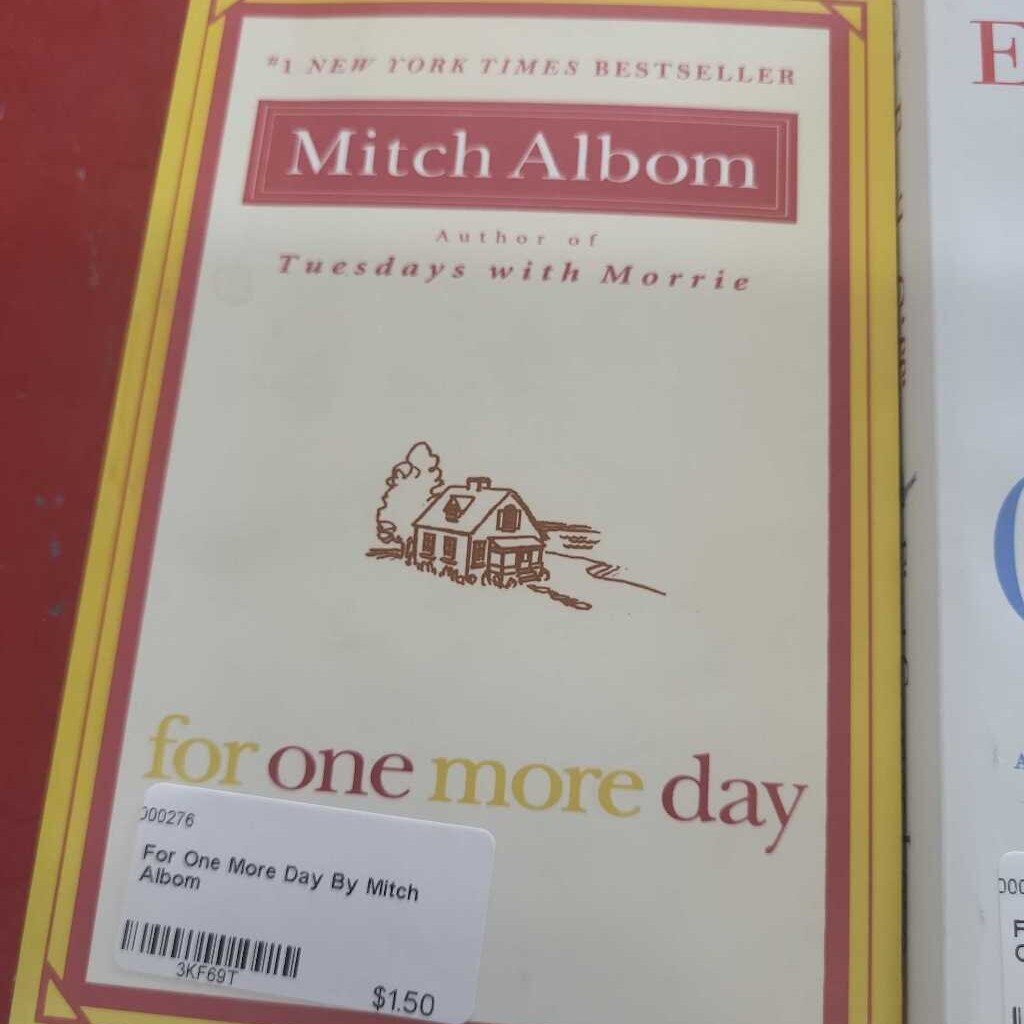 #1 NEW YORK TIMES BESTSELLER
Mitch Albom
Author of
Tuesdays with Morrie
for one more day
000276
For One More Day By Mitch
Albom
3KF69T
$1.50
E